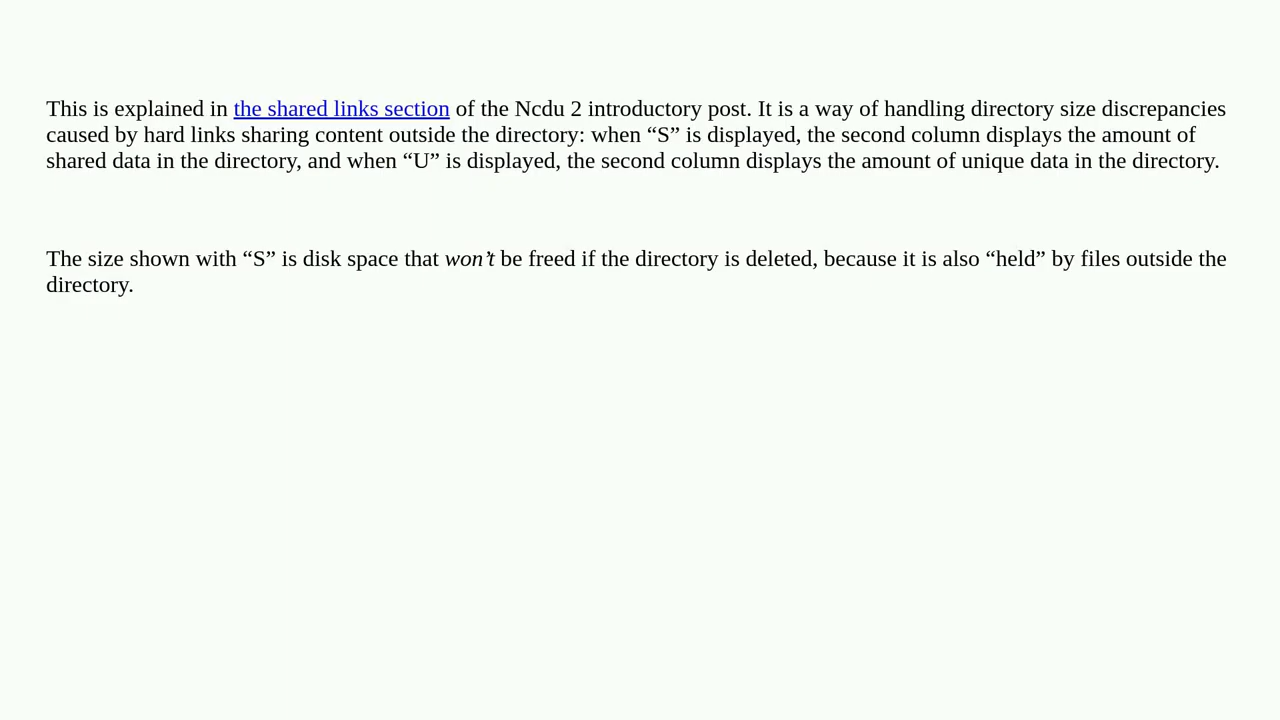 This is explained in the shared links section of the Ncdu 2 introductory post. It is a way of handling directory size discrepancies
caused by hard links sharing content outside the directory: when “S” is displayed, the second column displays the amount of
shared data in the directory, and when “U” is displayed, the second column displays the amount of unique data in the directory.
The size shown with “S” is disk space that won’t be freed if the directory is deleted, because it is also “held” by files outside the
directory.